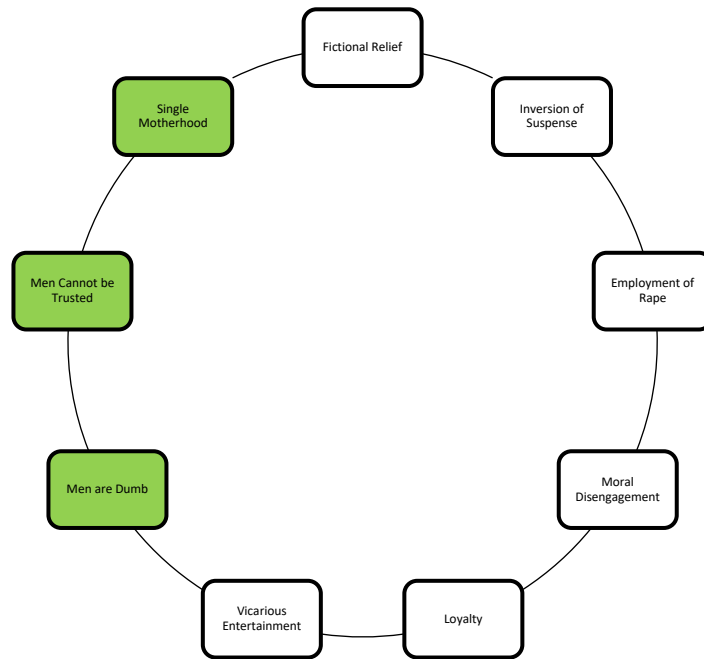 Fictional Relief
Inversion of
Suspense
Employment of
Rape
Moral
Disengagement
Loyalty
Vicarious
Entertainment
Men are Dumb
Men Cannot be
Trusted
Single
Motherhood